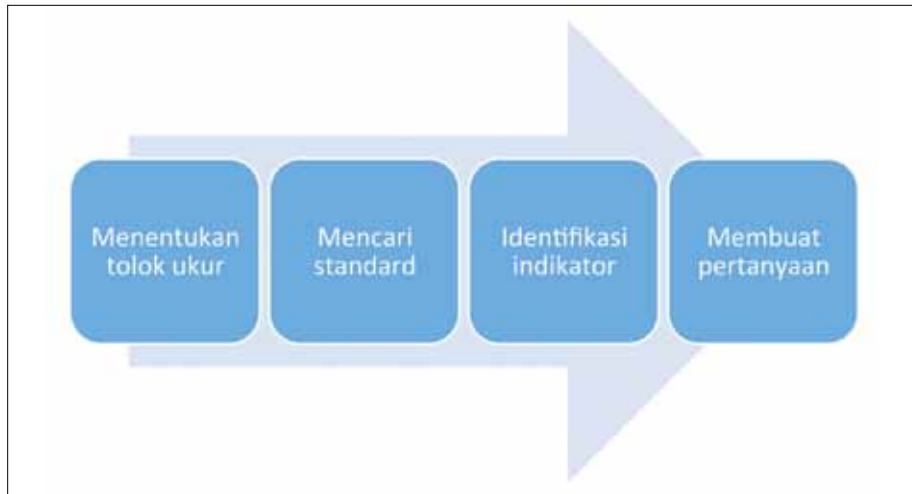 Menentukan
tolok ukur
Mencari
standard
Identifikasi
indikator
Membuat
pertanyaan